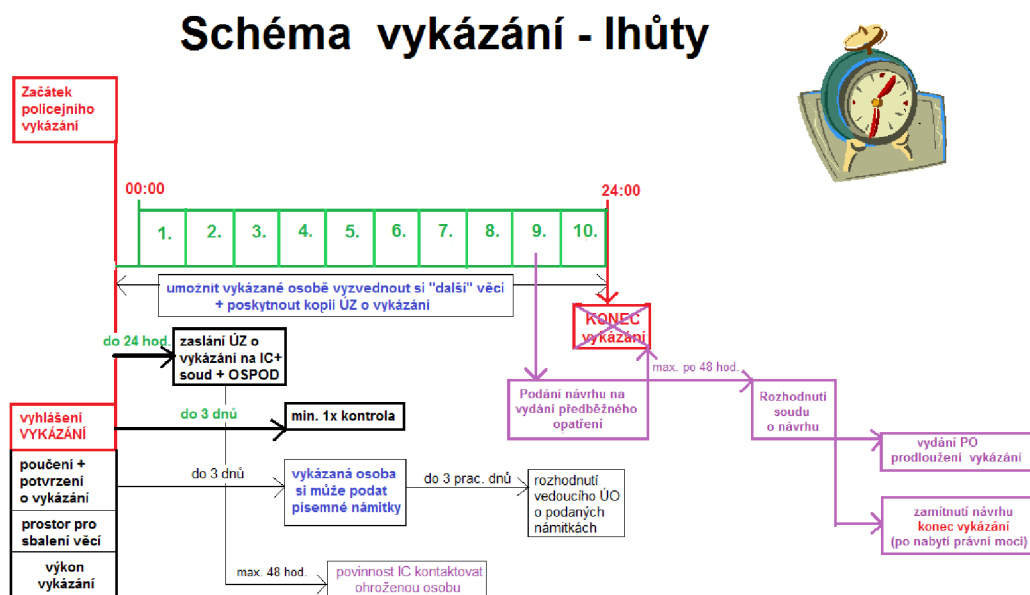 Schéma vykázání - lhůty
Začátek
policejního
vykázání
00:00
24:00
1. 2. 3. 4. 5. 6. 7. 8. 9. 10.
umožnit vykázané osobě vyzvednout si "další" věci
+ poskytnout kopii ÚZ o vykázání
KONEC
vykázání
do 24 hod.
zaslání ÚZ o
vykázání na IC+
soud + OSPOD
max. po 48 hod.
Podání návrhu na
vydání předběžného
opatření
Rozhodnutí
soudu
o návrhu
vyhlášení
VYKÁZÁNÍ
do 3 dnů
min. 1x kontrola
vydání PO
prodloužení vykázání
poučení +
potvrzení
o vykázání
do 3 dnů
vykázaná osoba
si může podat
písemné námitky
do 3 prac. dnů
rozhodnutí
vedoucího ÚO
o podaných
námitkách
zamítnutí návrhu
konec vykázání
(po nabytí právní moci)
prostor pro
sbalení věcí
výkon
vykázání
max. 48 hod.
povinnost IC kontaktovat
ohroženou osobu